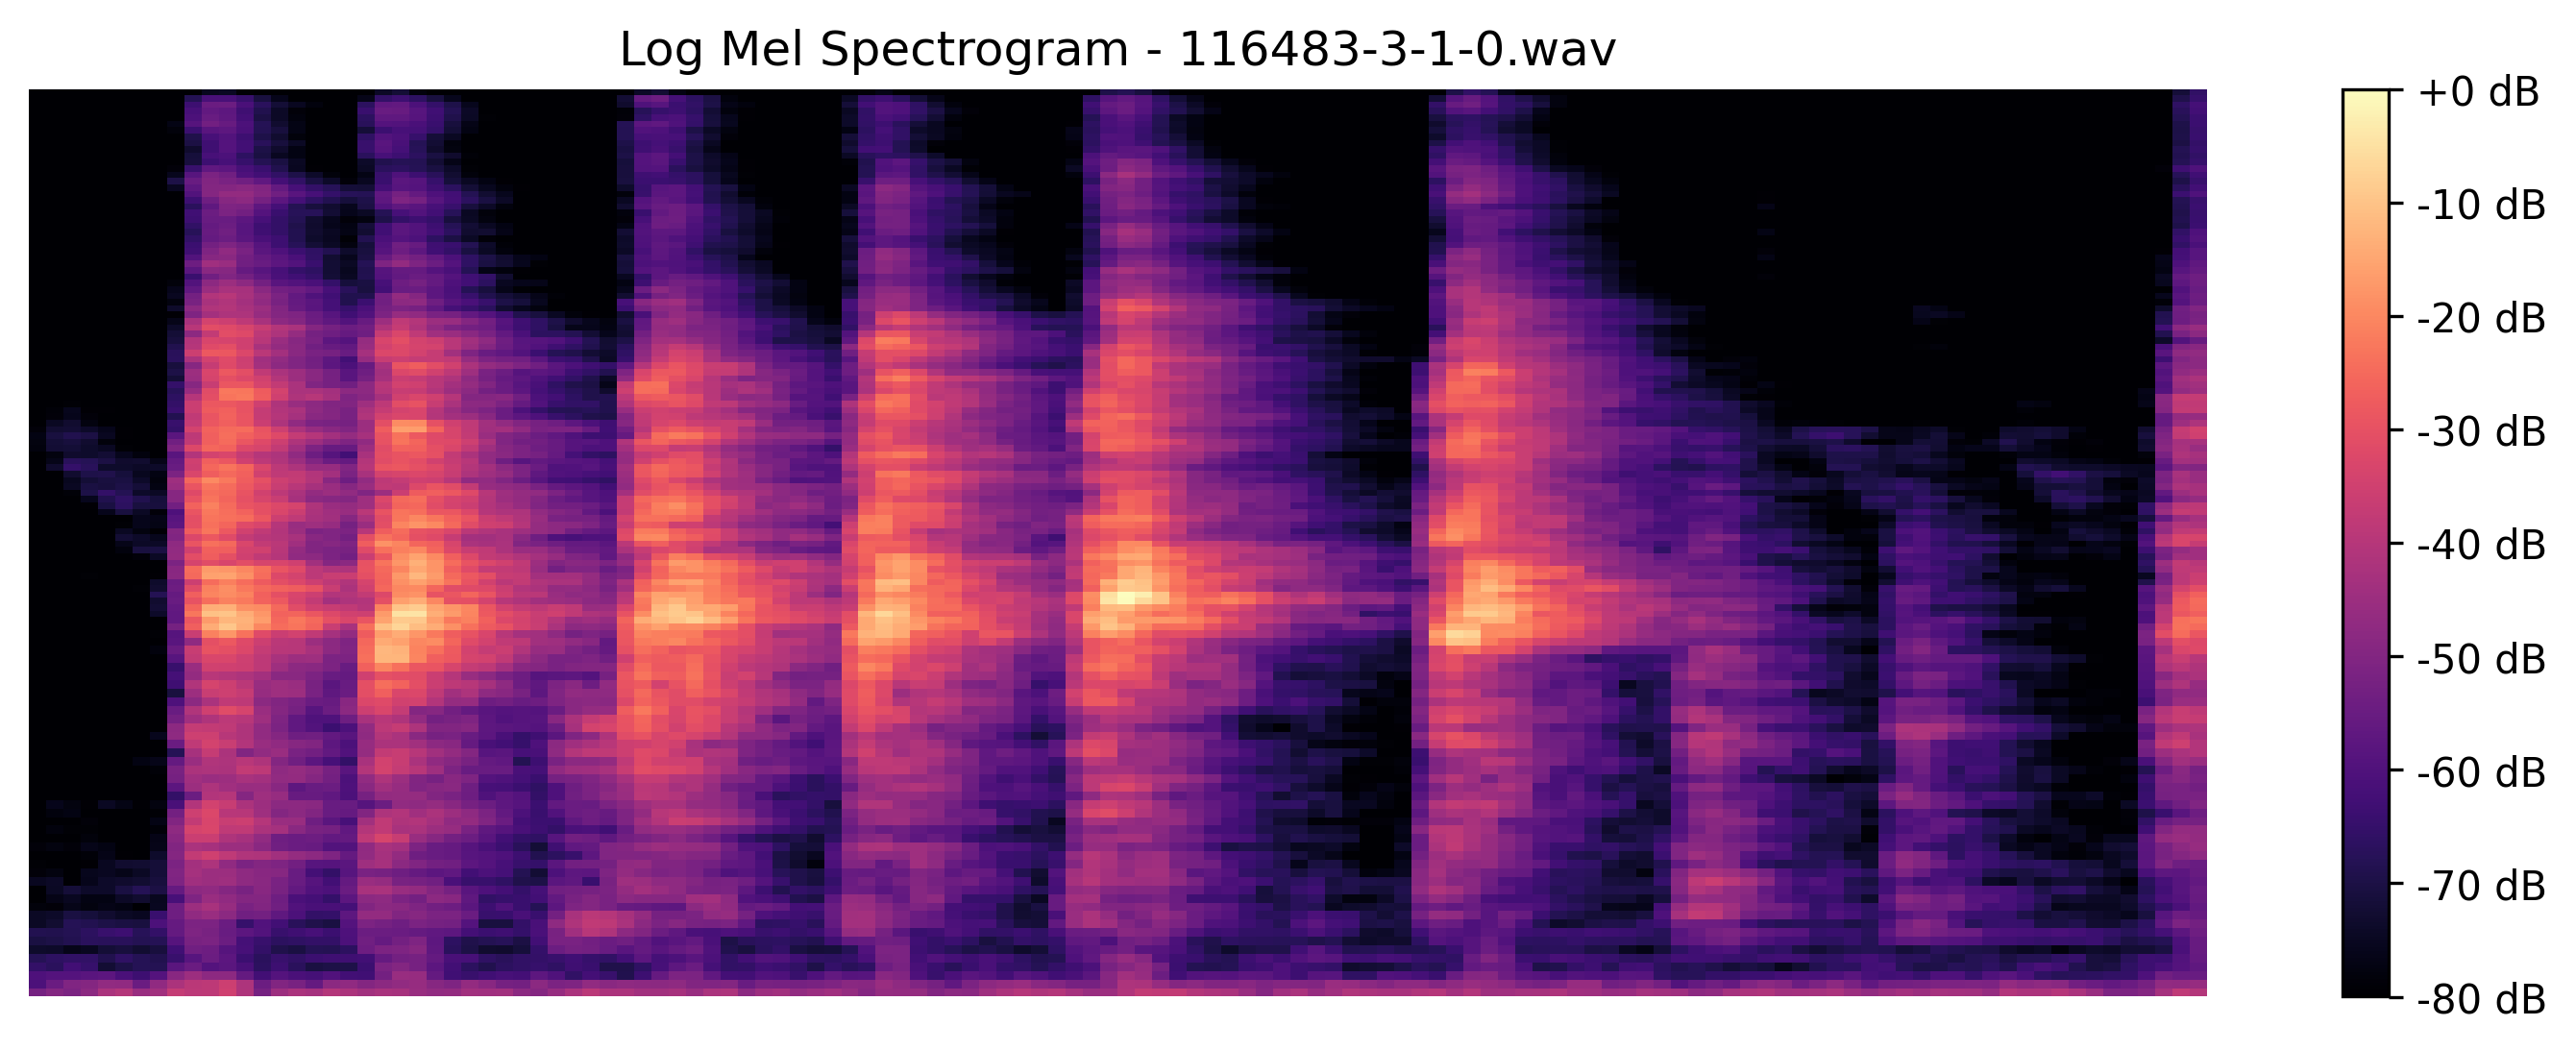 Log Mel Spectrogram - 116483-3-1-0.wav
+0 dB
-10 dB
-20 dB
-30 dB
-40 dB
-50 dB
-60 dB
-70 dB
-80 dB